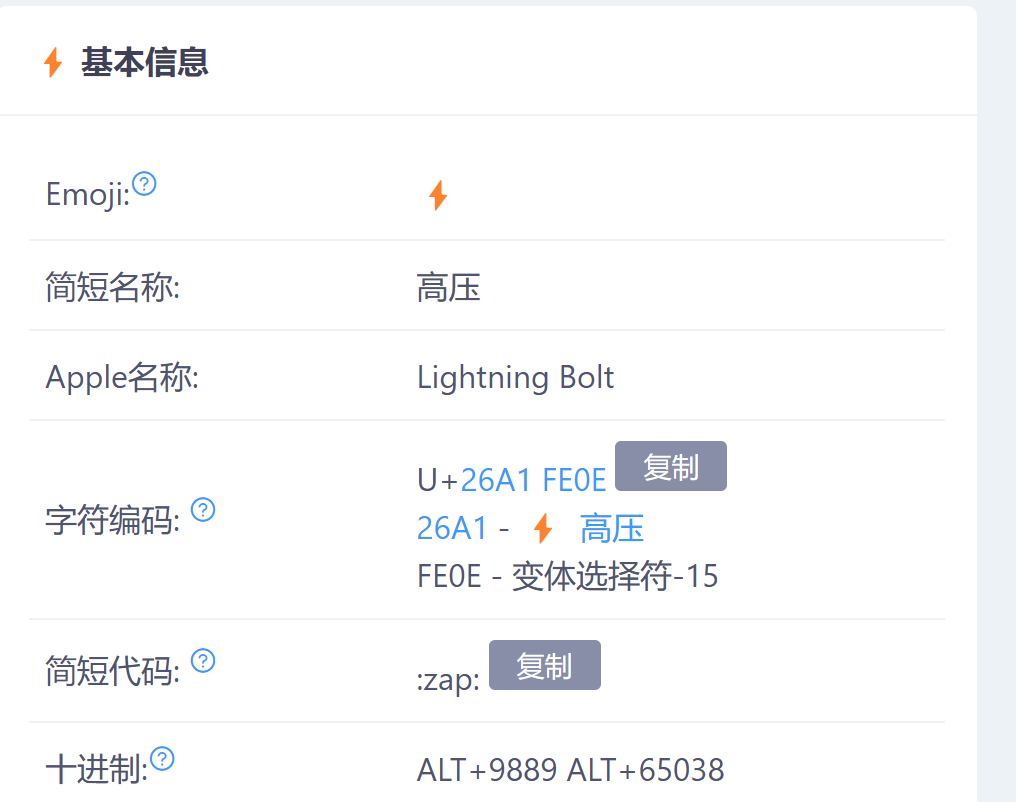 ⚡ 基本信息
Emoji:? ⚡
简短名称: 高压
Apple名称: Lightning Bolt
字符编码: ? U+26A1 FE0E 复制
26A1 - ⚡ 高压
FE0E - 变体选择符-15
简短代码: ? :zap: 复制
十进制:? ALT+9889 ALT+65038